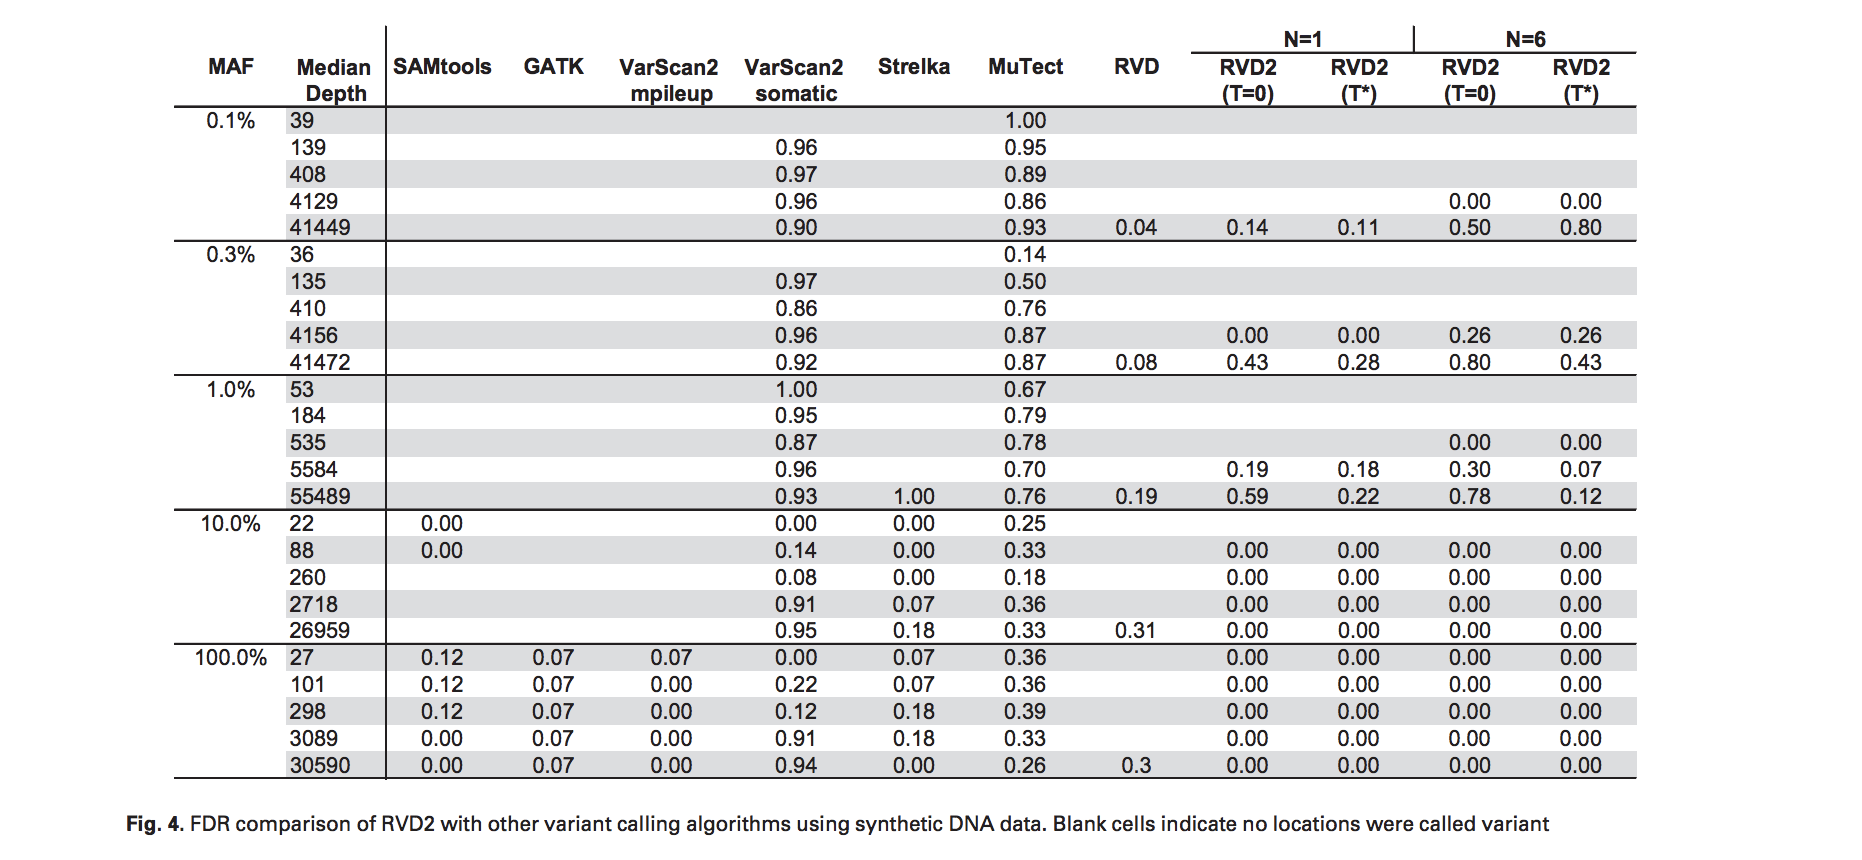 N=1 N=6
MAF Median SAMtools GATK VarScan2 VarScan2 Strelka MuTect RVD RVD2 RVD2 RVD2 RVD2
Depth mpileup somatic (T=0) (T*) (T=0) (T*)
0.1% 39 1.00
139 0.96 0.95
408 0.97 0.89
4129 0.96 0.86 0.00 0.00
41449 0.90 0.93 0.04 0.14 0.11 0.50 0.80
0.3% 36 0.14
135 0.97 0.50
410 0.86 0.76
4156 0.96 0.87 0.00 0.00 0.26 0.26
41472 0.92 0.87 0.08 0.43 0.28 0.80 0.43
1.0% 53 1.00 0.67
184 0.95 0.79
535 0.87 0.78 0.00 0.00
5584 0.96 0.70 0.19 0.18 0.30 0.07
55489 0.93 1.00 0.76 0.19 0.59 0.22 0.78 0.12
10.0% 22 0.00 0.00 0.00 0.25
88 0.00 0.14 0.00 0.33 0.00 0.00 0.00 0.00
260 0.08 0.00 0.18 0.00 0.00 0.00 0.00
2718 0.91 0.07 0.36 0.00 0.00 0.00 0.00
26959 0.95 0.18 0.33 0.31 0.00 0.00 0.00 0.00
100.0% 27 0.12 0.07 0.07 0.00 0.07 0.36 0.00 0.00 0.00 0.00
101 0.12 0.07 0.00 0.22 0.07 0.36 0.00 0.00 0.00 0.00
298 0.12 0.07 0.00 0.12 0.18 0.39 0.00 0.00 0.00 0.00
3089 0.00 0.07 0.00 0.91 0.18 0.33 0.00 0.00 0.00 0.00
30590 0.00 0.07 0.00 0.94 0.00 0.26 0.3 0.00 0.00 0.00 0.00
Fig. 4. FDR comparison of RVD2 with other variant calling algorithms using synthetic DNA data. Blank cells indicate no locations were called variant